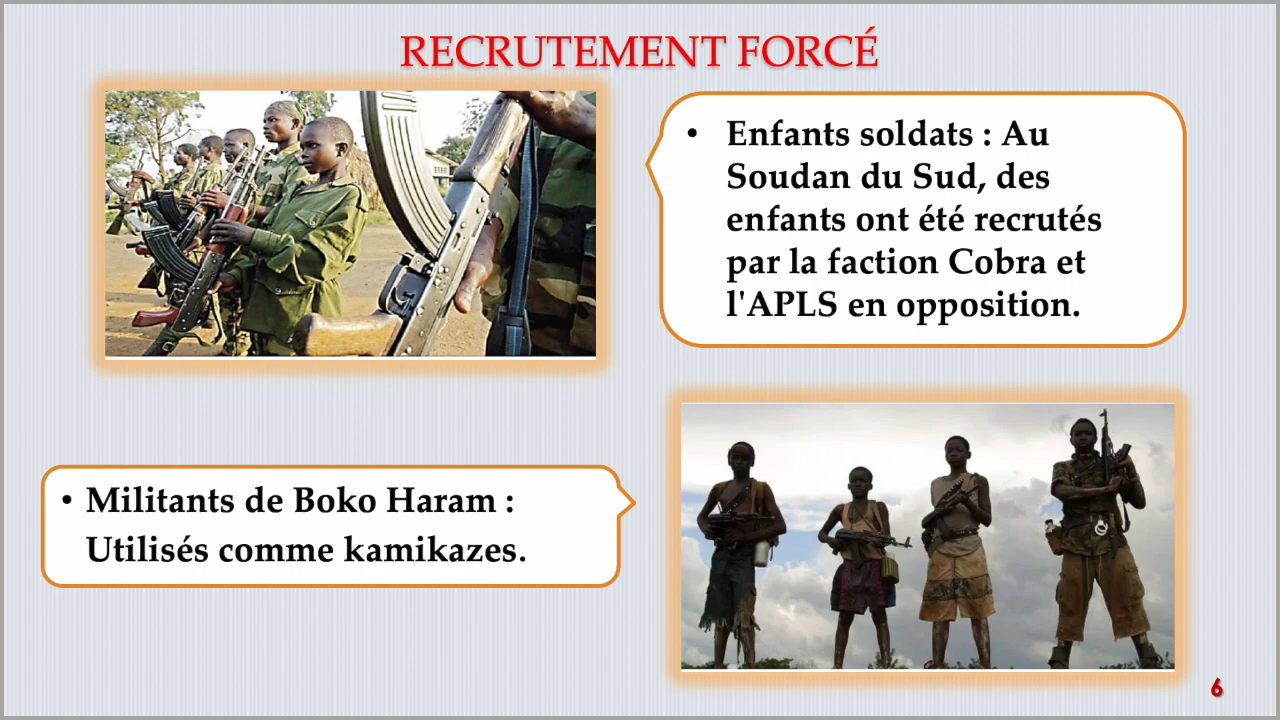 RECRUTEMENT FORCÉ
• Enfants soldats : Au
Soudan du Sud, des
enfants ont été recrutés
par la faction Cobra et
l'APLS en opposition.
• Militants de Boko Haram :
Utilisés comme kamikazes.
6